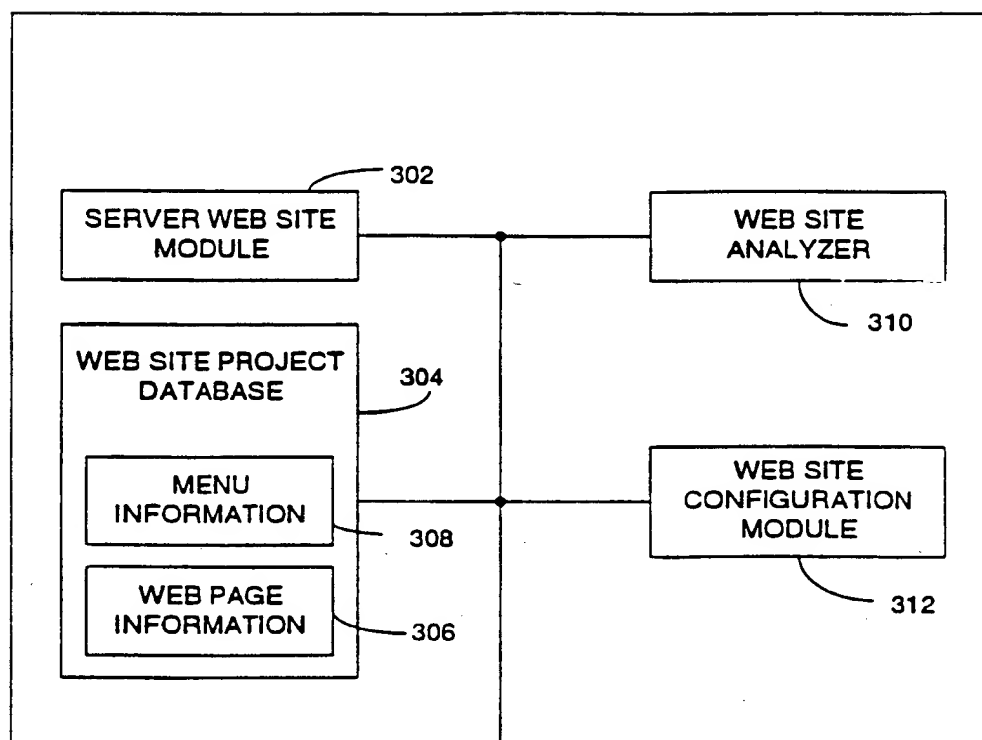 302
SERVER WEB SITE
MODULE
WEB SITE
ANALYZER
310
WEB SITE PROJECT
DATABASE
304
MENU
INFORMATION
308
WEB PAGE
INFORMATION
306
WEB SITE
CONFIGURATION
MODULE
312